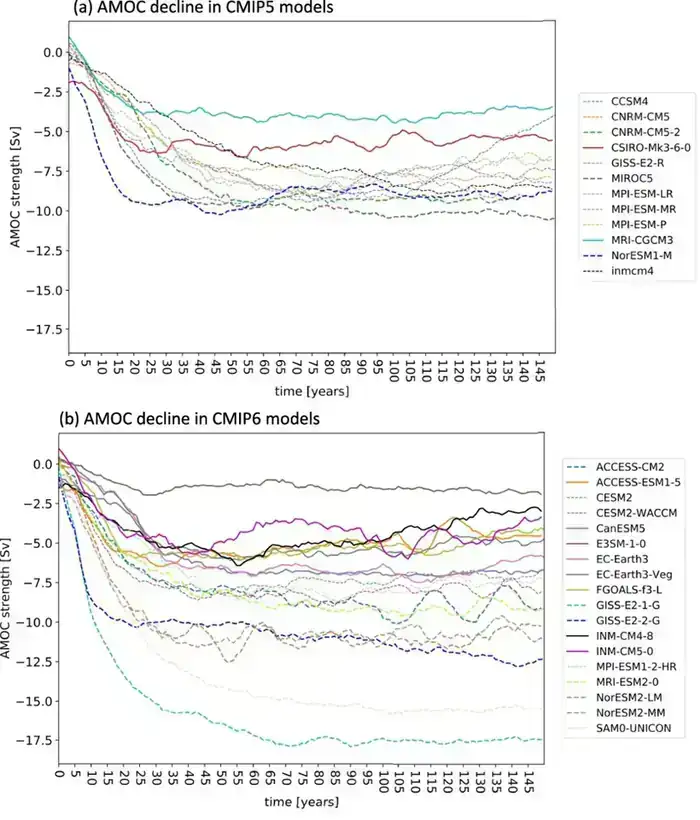 (a) AMOC decline in CMIP5 models
AMOC strength [Sv]
0.0
−2.5
−5.0
−7.5
−10.0
−12.5
−15.0
−17.5
0 5 10 15 20 25 30 35 40 45 50 55 60 65 70 75 80 85 90 95 100 105 110 115 120 125 130 135 140 145
time [years]
CCSM4
CNRM-CM5
CNRM-CM5-2
CSIRO-Mk3-6-0
GISS-E2-R
MIROC5
MPI-ESM-LR
MPI-ESM-MR
MPI-ESM-P
MRI-CGCM3
NorESM1-M
inmcm4
(b) AMOC decline in CMIP6 models
AMOC strength [Sv]
0.0
−2.5
−5.0
−7.5
−10.0
−12.5
−15.0
−17.5
0 5 10 15 20 25 30 35 40 45 50 55 60 65 70 75 80 85 90 95 100 105 110 115 120 125 130 135 140 145
time [years]
ACCESS-CM2
ACCESS-ESM1-5
CESM2
CESM2-WACCM
CanESM5
E3SM-1-0
EC-Earth3
EC-Earth3-Veg
FGOALS-f3-L
GISS-E2-1-G
GISS-E2-2-G
INM-CM4-8
INM-CM5-0
MPI-ESM1-2-HR
MRI-ESM2-0
NorESM2-LM
NorESM2-MM
SAM0-UNICON